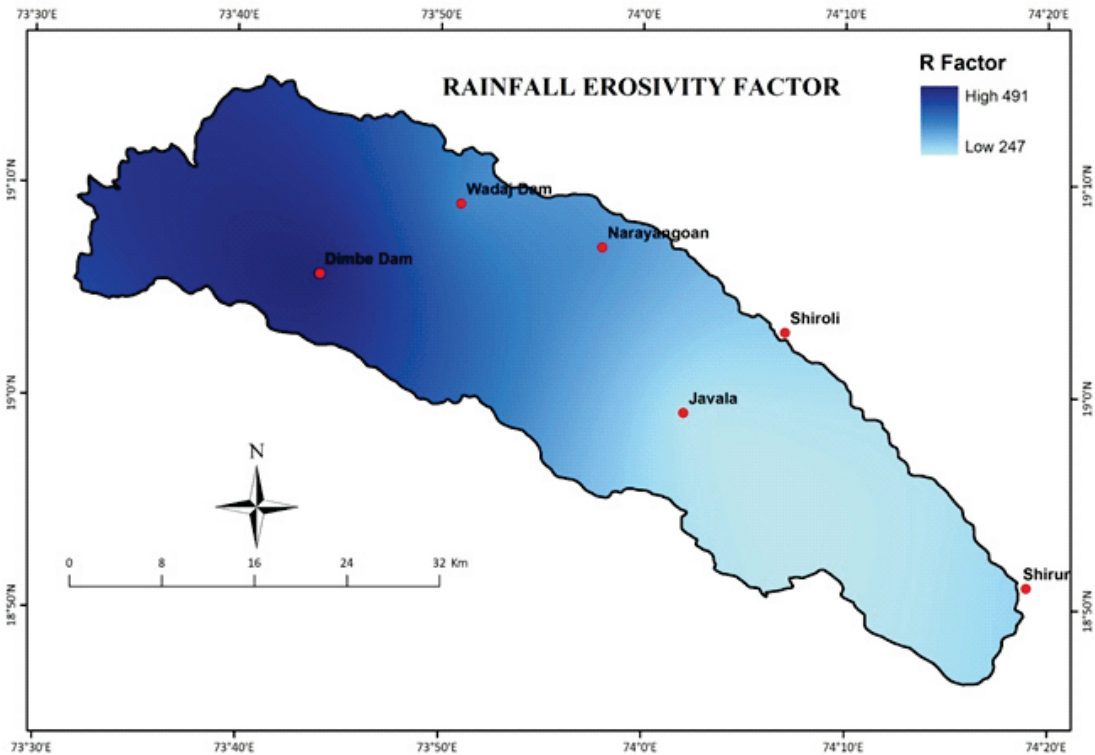 73°30'E 73°40'E 73°50'E 74°0'E 74°10'E 74°20'E
RAINFALL EROSIVITY FACTOR
R Factor
High 491
Low 247
19°10'N
19°10'N
Wadaj Dam
Narayangoan
Dimbe Dam
Shiroli
19°0'N
19°0'N
Javala
N
0 8 16 24 32 Km
Shirur
18°50'N
18°50'N
73°30'E 73°40'E 73°50'E 74°0'E 74°10'E 74°20'E